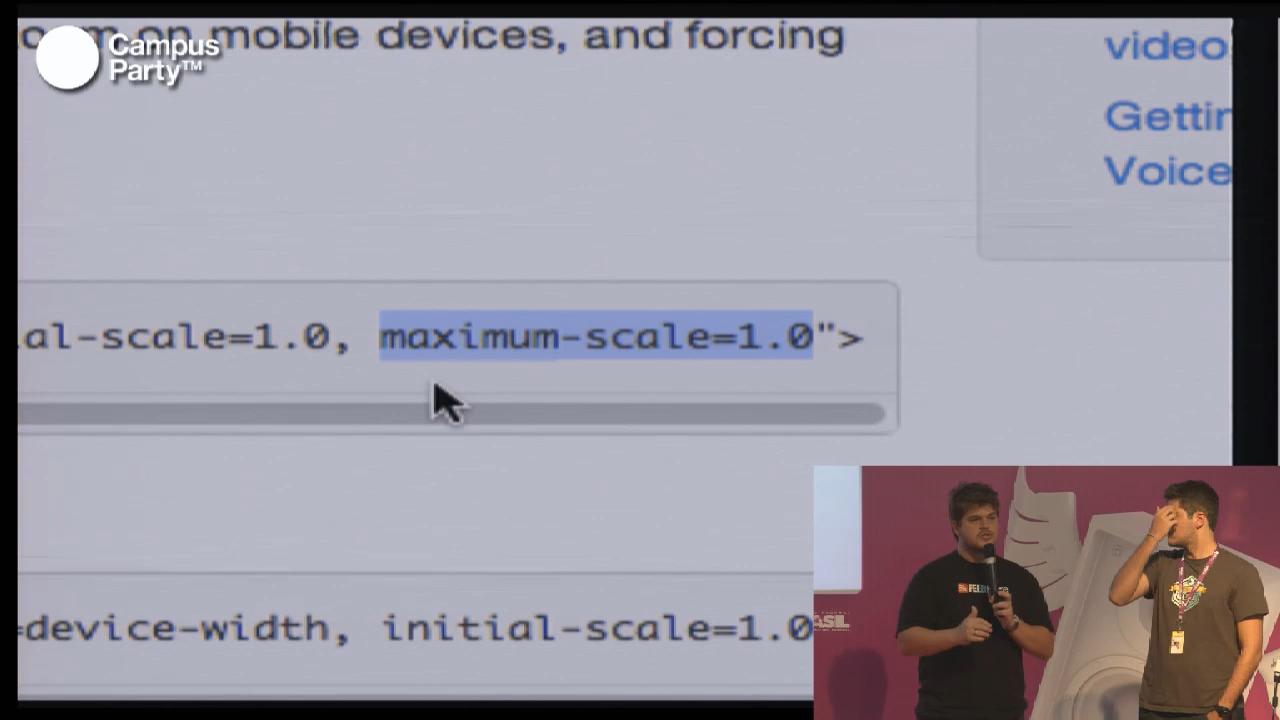 Campus
Party™
on mobile devices, and forcing
video
Gettin
Voice
al-scale=1.0, maximum-scale=1.0">
=device-width, initial-scale=1.0
ASIL